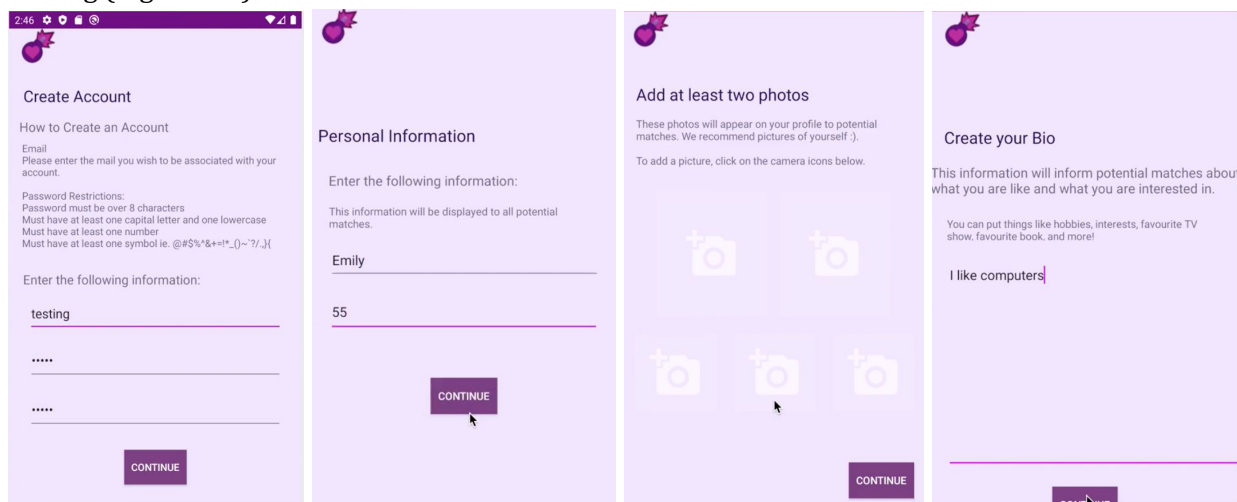 2:46
Create Account
How to Create an Account
Email
Please enter the mail you wish to be associated with your
account.
Password Restrictions:
Password must be over 8 characters
Must have at least one capital letter and one lowercase
Must have at least one number
Must have at least one symbol ie. @#$%^&+=!*_()~`?/.,}{
Enter the following information:
testing
•••••
•••••
CONTINUE
Personal Information
Enter the following information:
This information will be displayed to all potential
matches.
Emily
55
CONTINUE
Add at least two photos
These photos will appear on your profile to potential
matches. We recommend pictures of yourself :).
To add a picture, click on the camera icons below.
CONTINUE
Create your Bio
This information will inform potential matches about
what you are like and what you are interested in.
You can put things like hobbies, interests, favourite TV
show, favourite book, and more!
I like computers